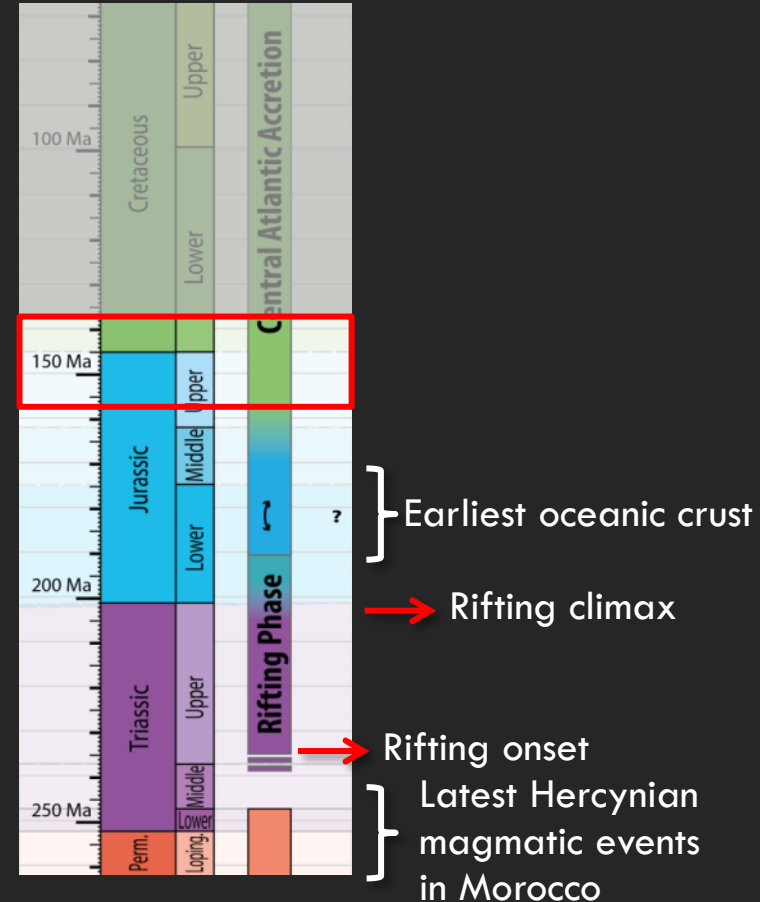 Cretaceous
Upper
Central Atlantic Accretion
100 Ma
Lower
150 Ma
Jurassic
Upper
Middle
Lower
?
Earliest oceanic crust
200 Ma
Rifting climax
Triassic
Upper
Rifting Phase
Rifting onset
Middle
250 Ma
Lower
Latest Hercynian
magmatic events
in Morocco
Perm.
Loping.